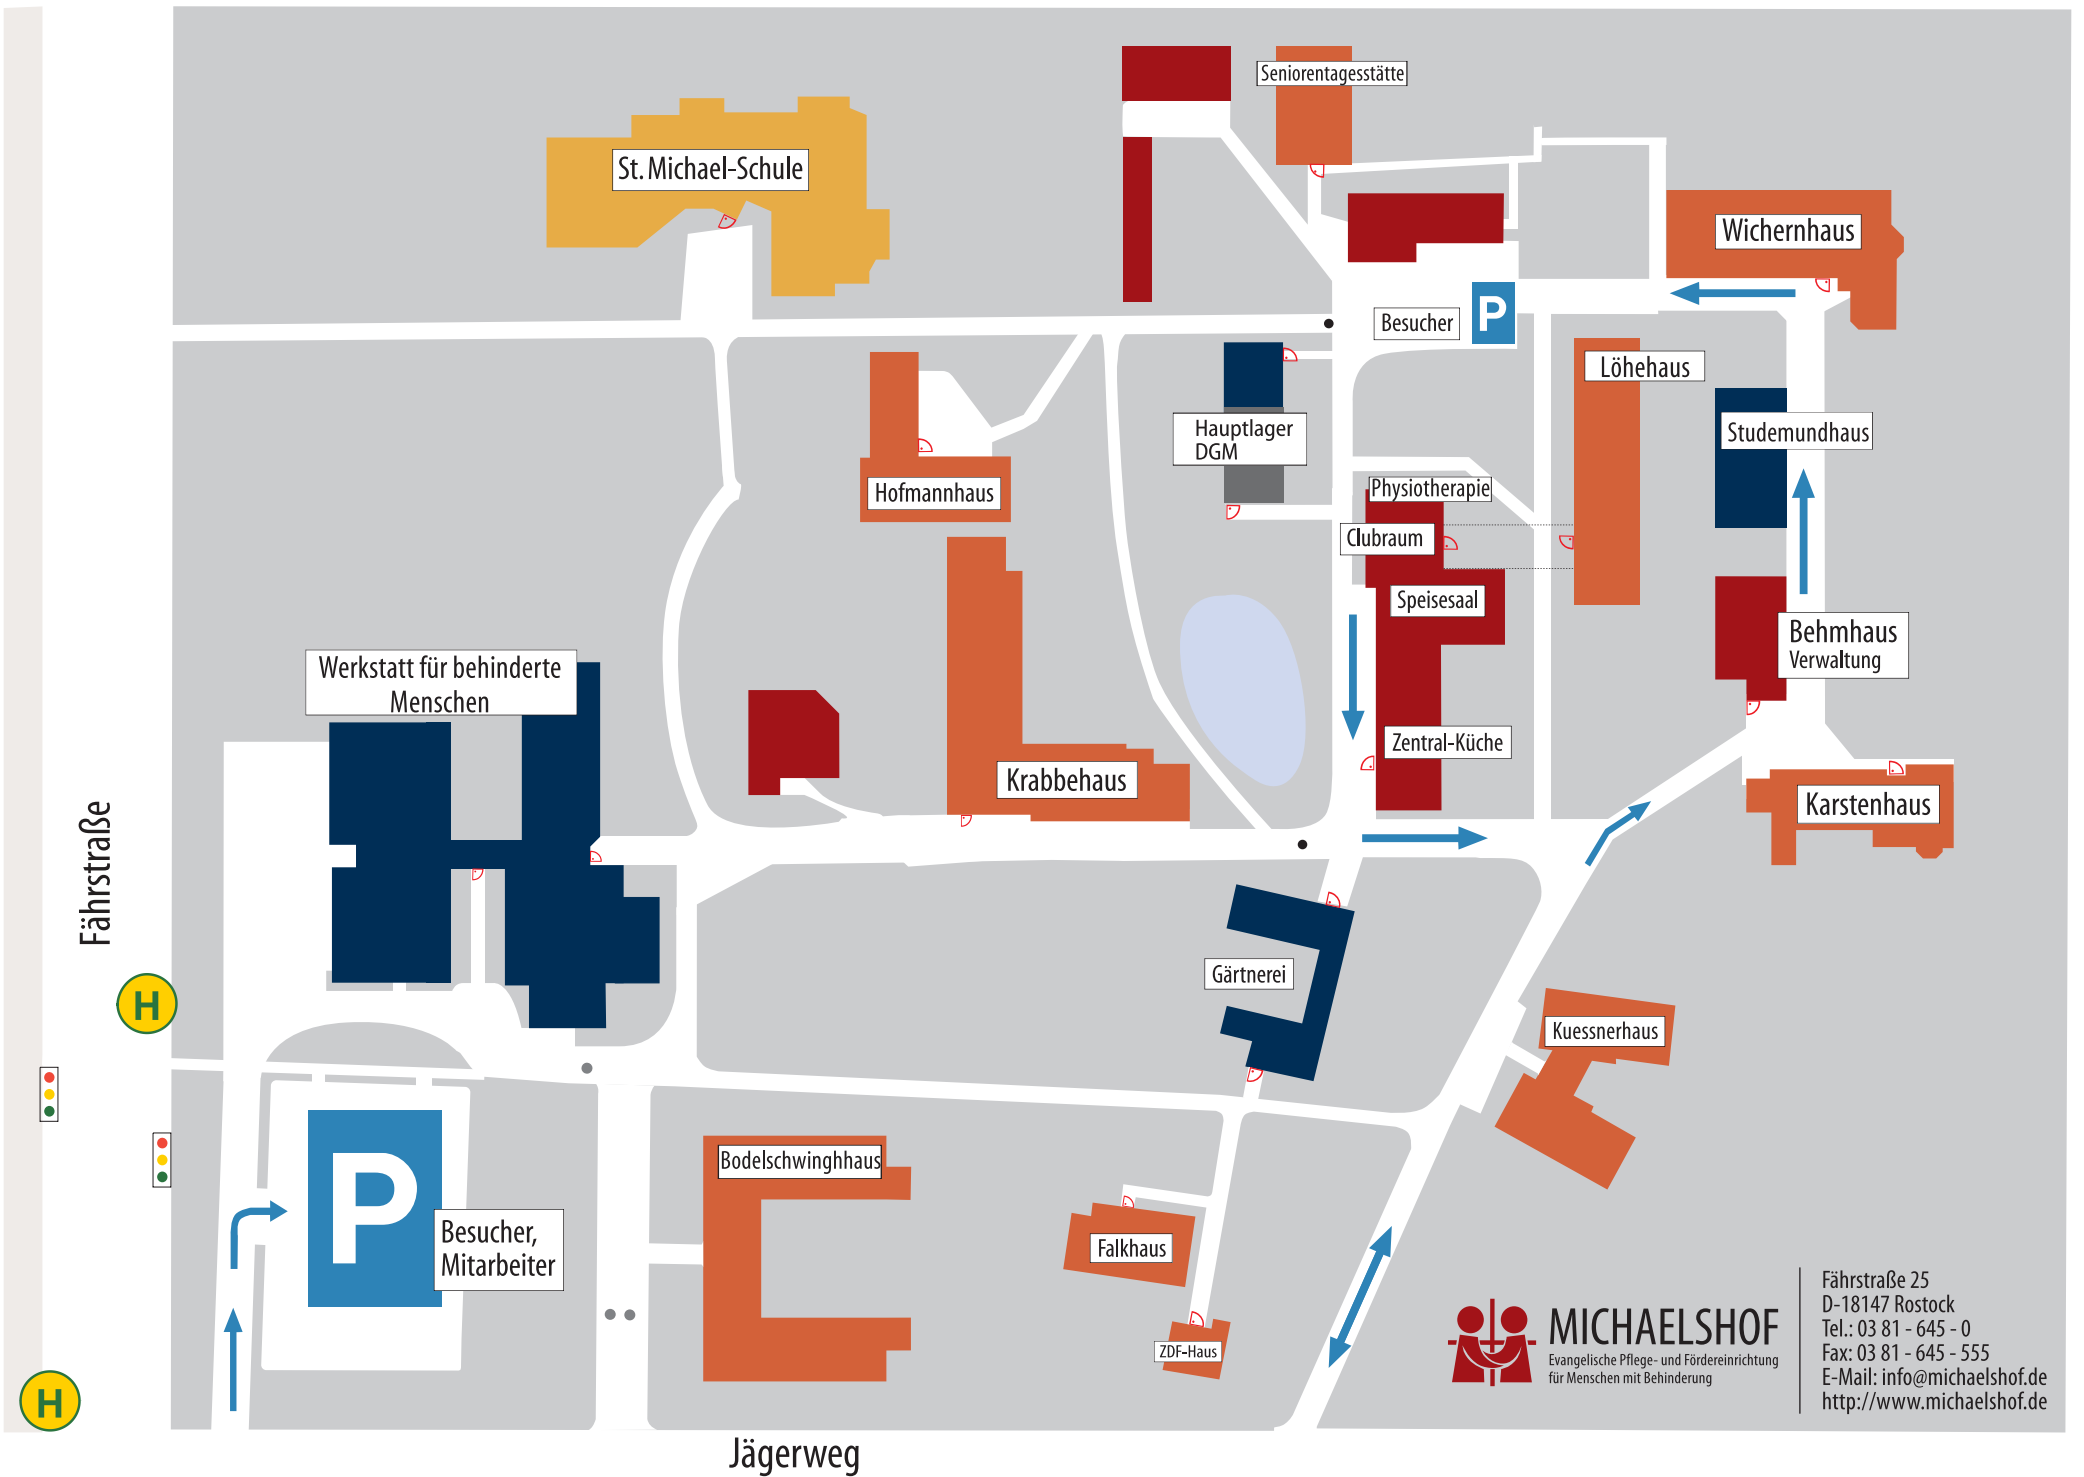 Seniorentagesstätte
St. Michael-Schule
Wichernhaus
Besucher
P
Löhehaus
Hauptlager
DGM
Studemundhaus
Hofmannhaus
Physiotherapie
Clubraum
Speisesaal
Behmhaus
Verwaltung
Werkstatt für behinderte
Menschen
Zentral-Küche
Krabbehaus
Karstenhaus
Fährstraße
Gärtnerei
H
Kuessnerhaus
Bodelschwinghhaus
P
Besucher,
Mitarbeiter
Falkhaus
ZDF-Haus
H
MICHAELSHOF
Evangelische Pflege- und Fördereinrichtung
für Menschen mit Behinderung
Fährstraße 25
D-18147 Rostock
Tel.: 03 81 - 645 - 0
Fax: 03 81 - 645 - 555
E-Mail: info@michaelshof.de
http://www.michaelshof.de
Jägerweg